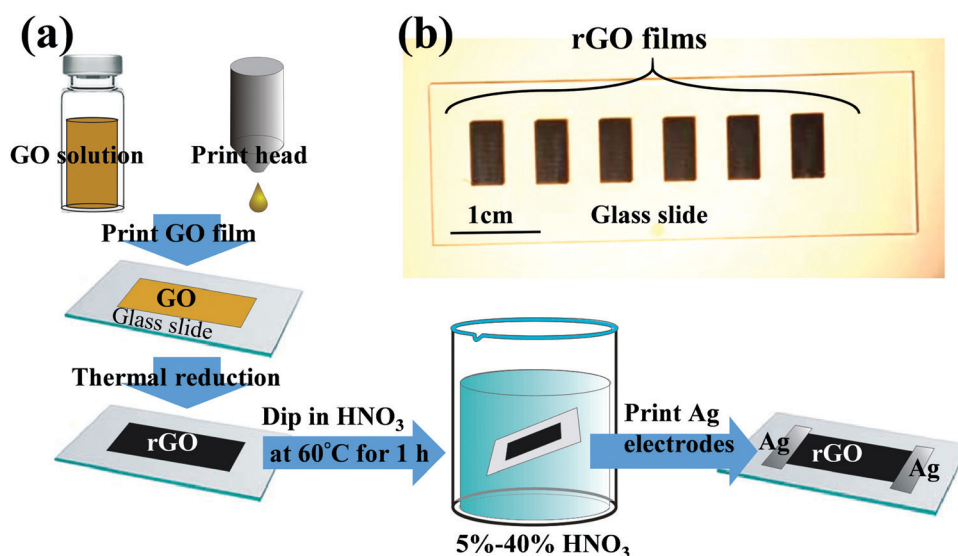 (a)
GO solution
Print head
Print GO film
GO
Glass slide
Thermal reduction
rGO
Dip in HNO₃
at 60°C for 1 h
5%-40% HNO₃
Print Ag
electrodes
Ag
rGO
Ag
(b)
rGO films
1cm
Glass slide